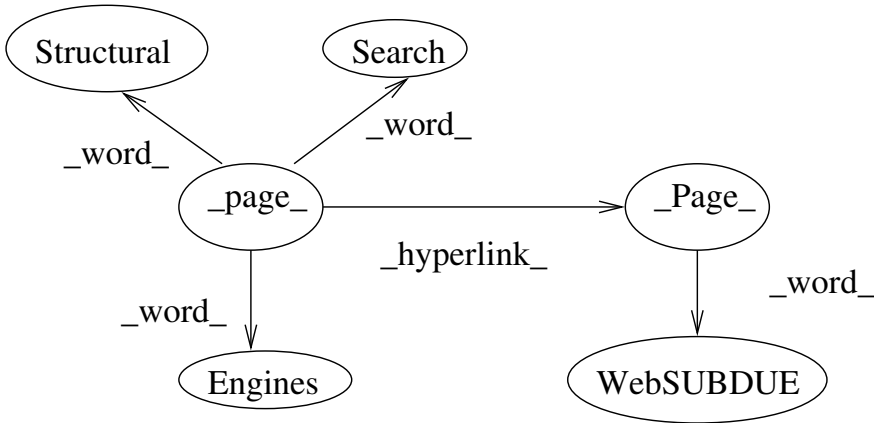 Structural
Search
_word_
_word_
_page_
_Page_
_hyperlink_
_word_
_word_
Engines
WebSUBDUE